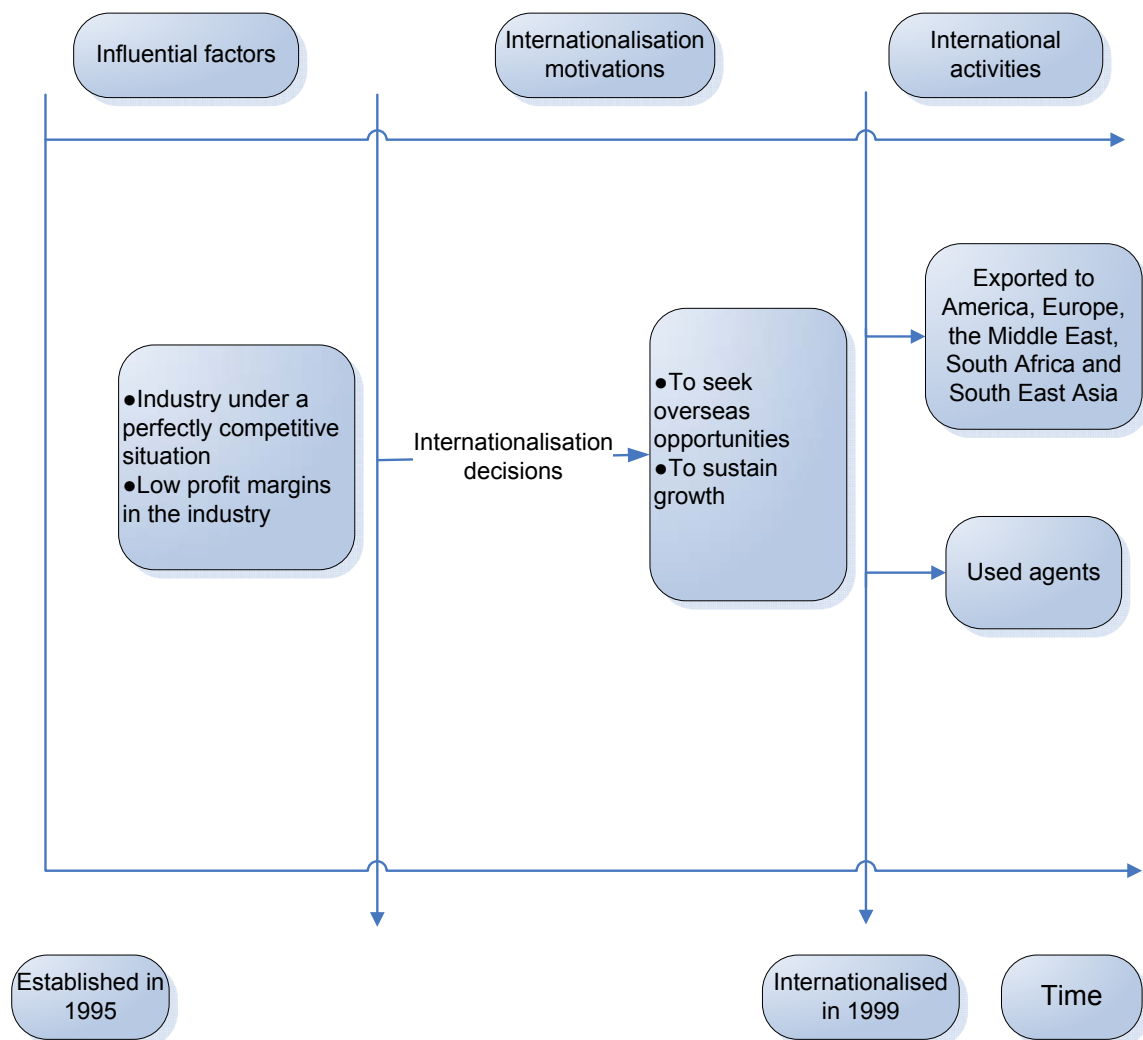 Influential factors
Internationalisation
motivations
International
activities
Exported to
America, Europe,
the Middle East,
South Africa and
South East Asia
●Industry under a
perfectly competitive
situation
●Low profit margins
in the industry
Internationalisation
decisions
●To seek
overseas
opportunities
●To sustain
growth
Used agents
Established in
1995
Internationalised
in 1999
Time